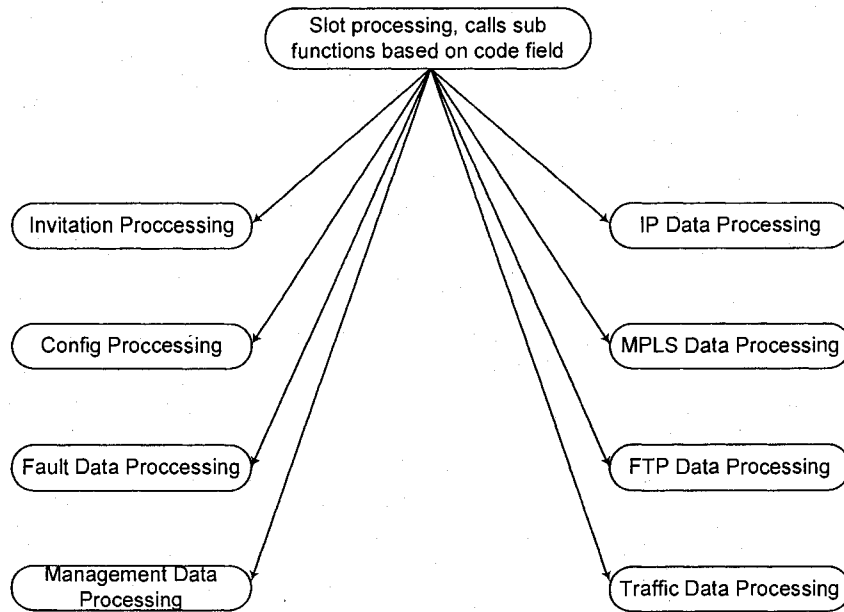 Slot processing, calls sub
functions based on code field
Invitation Proccessing
IP Data Processing
Config Proccessing
MPLS Data Processing
Fault Data Proccessing
FTP Data Processing
Management Data
Processing
Traffic Data Processing